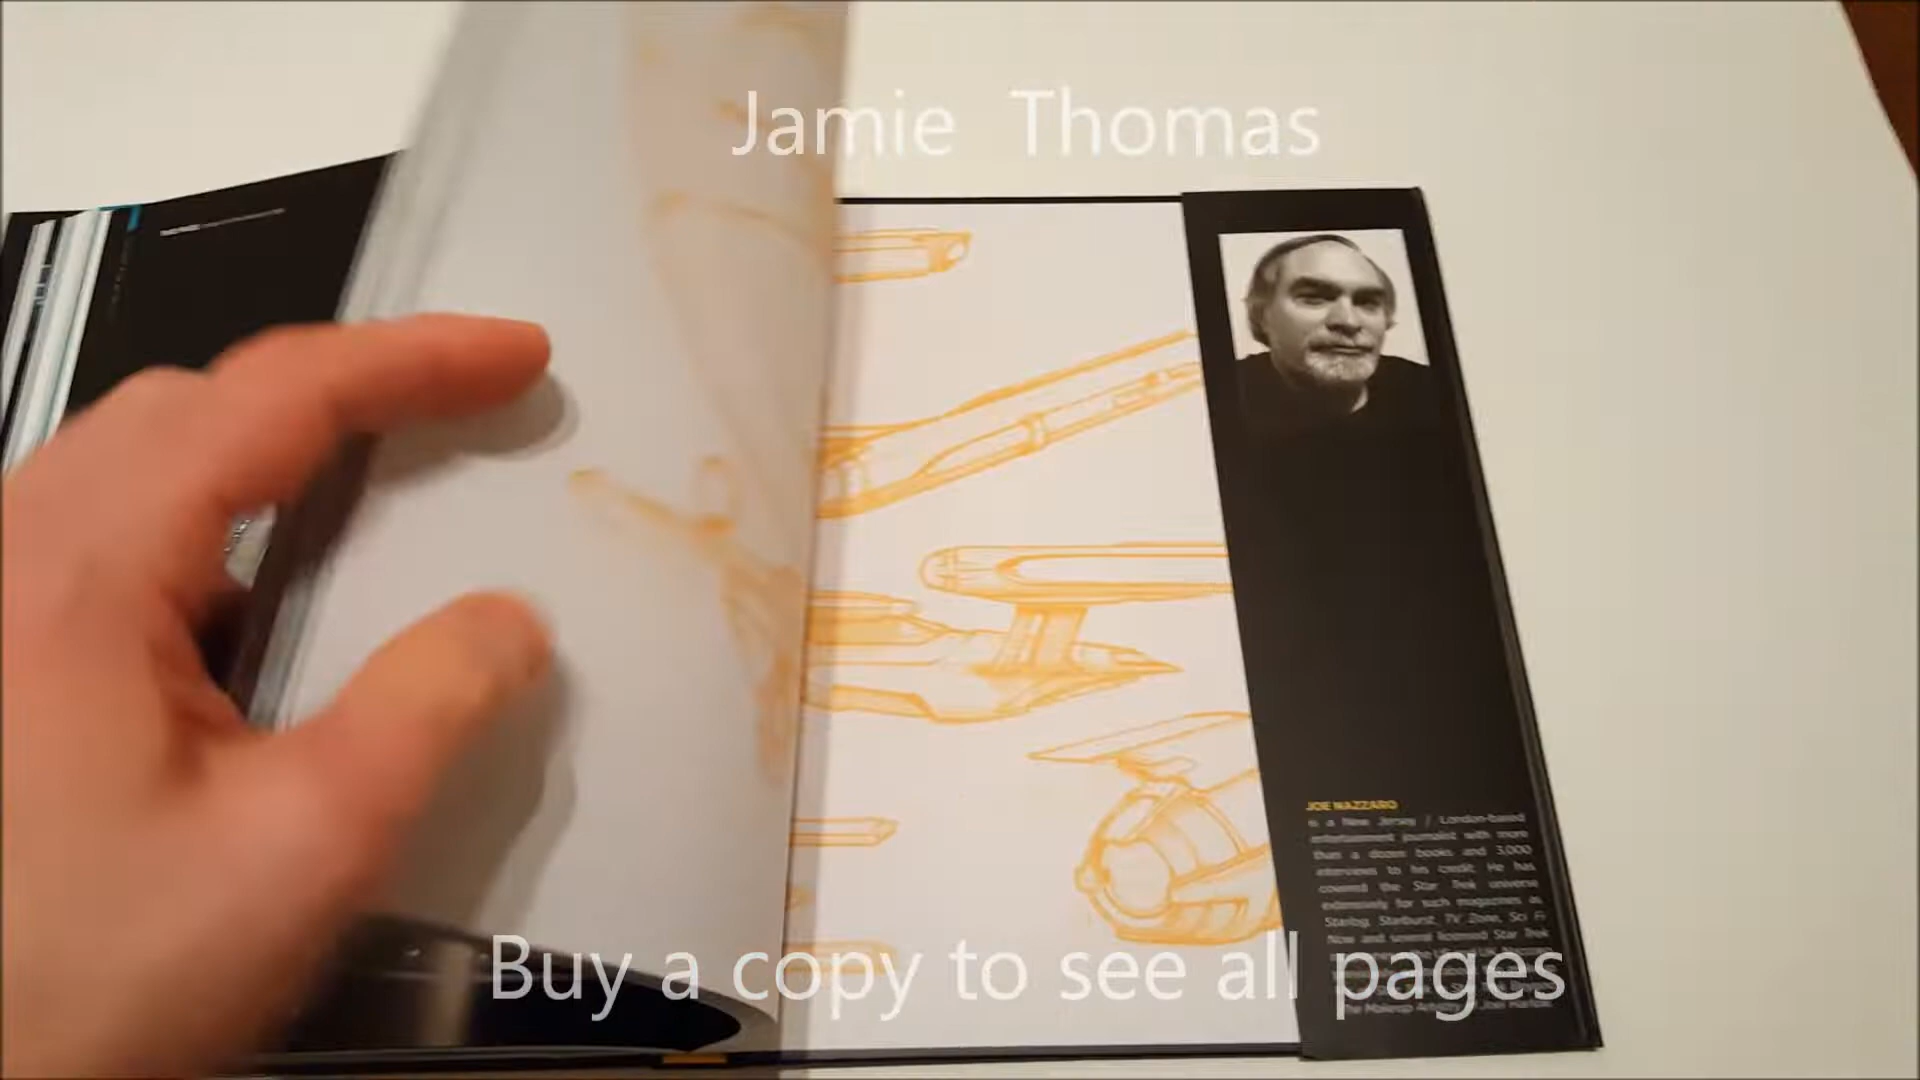 Jamie Thomas
JOE NAZZARO
is a New Jersey / London-based
entertainment journalist with more
than a dozen books and 3,000
interviews to his credit. He has
covered the Star Trek universe
extensively for such magazines as
Starlog, Starburst, TV Zone, Sci Fi
Now and several licensed Star Trek
Buy a copy to see all pages